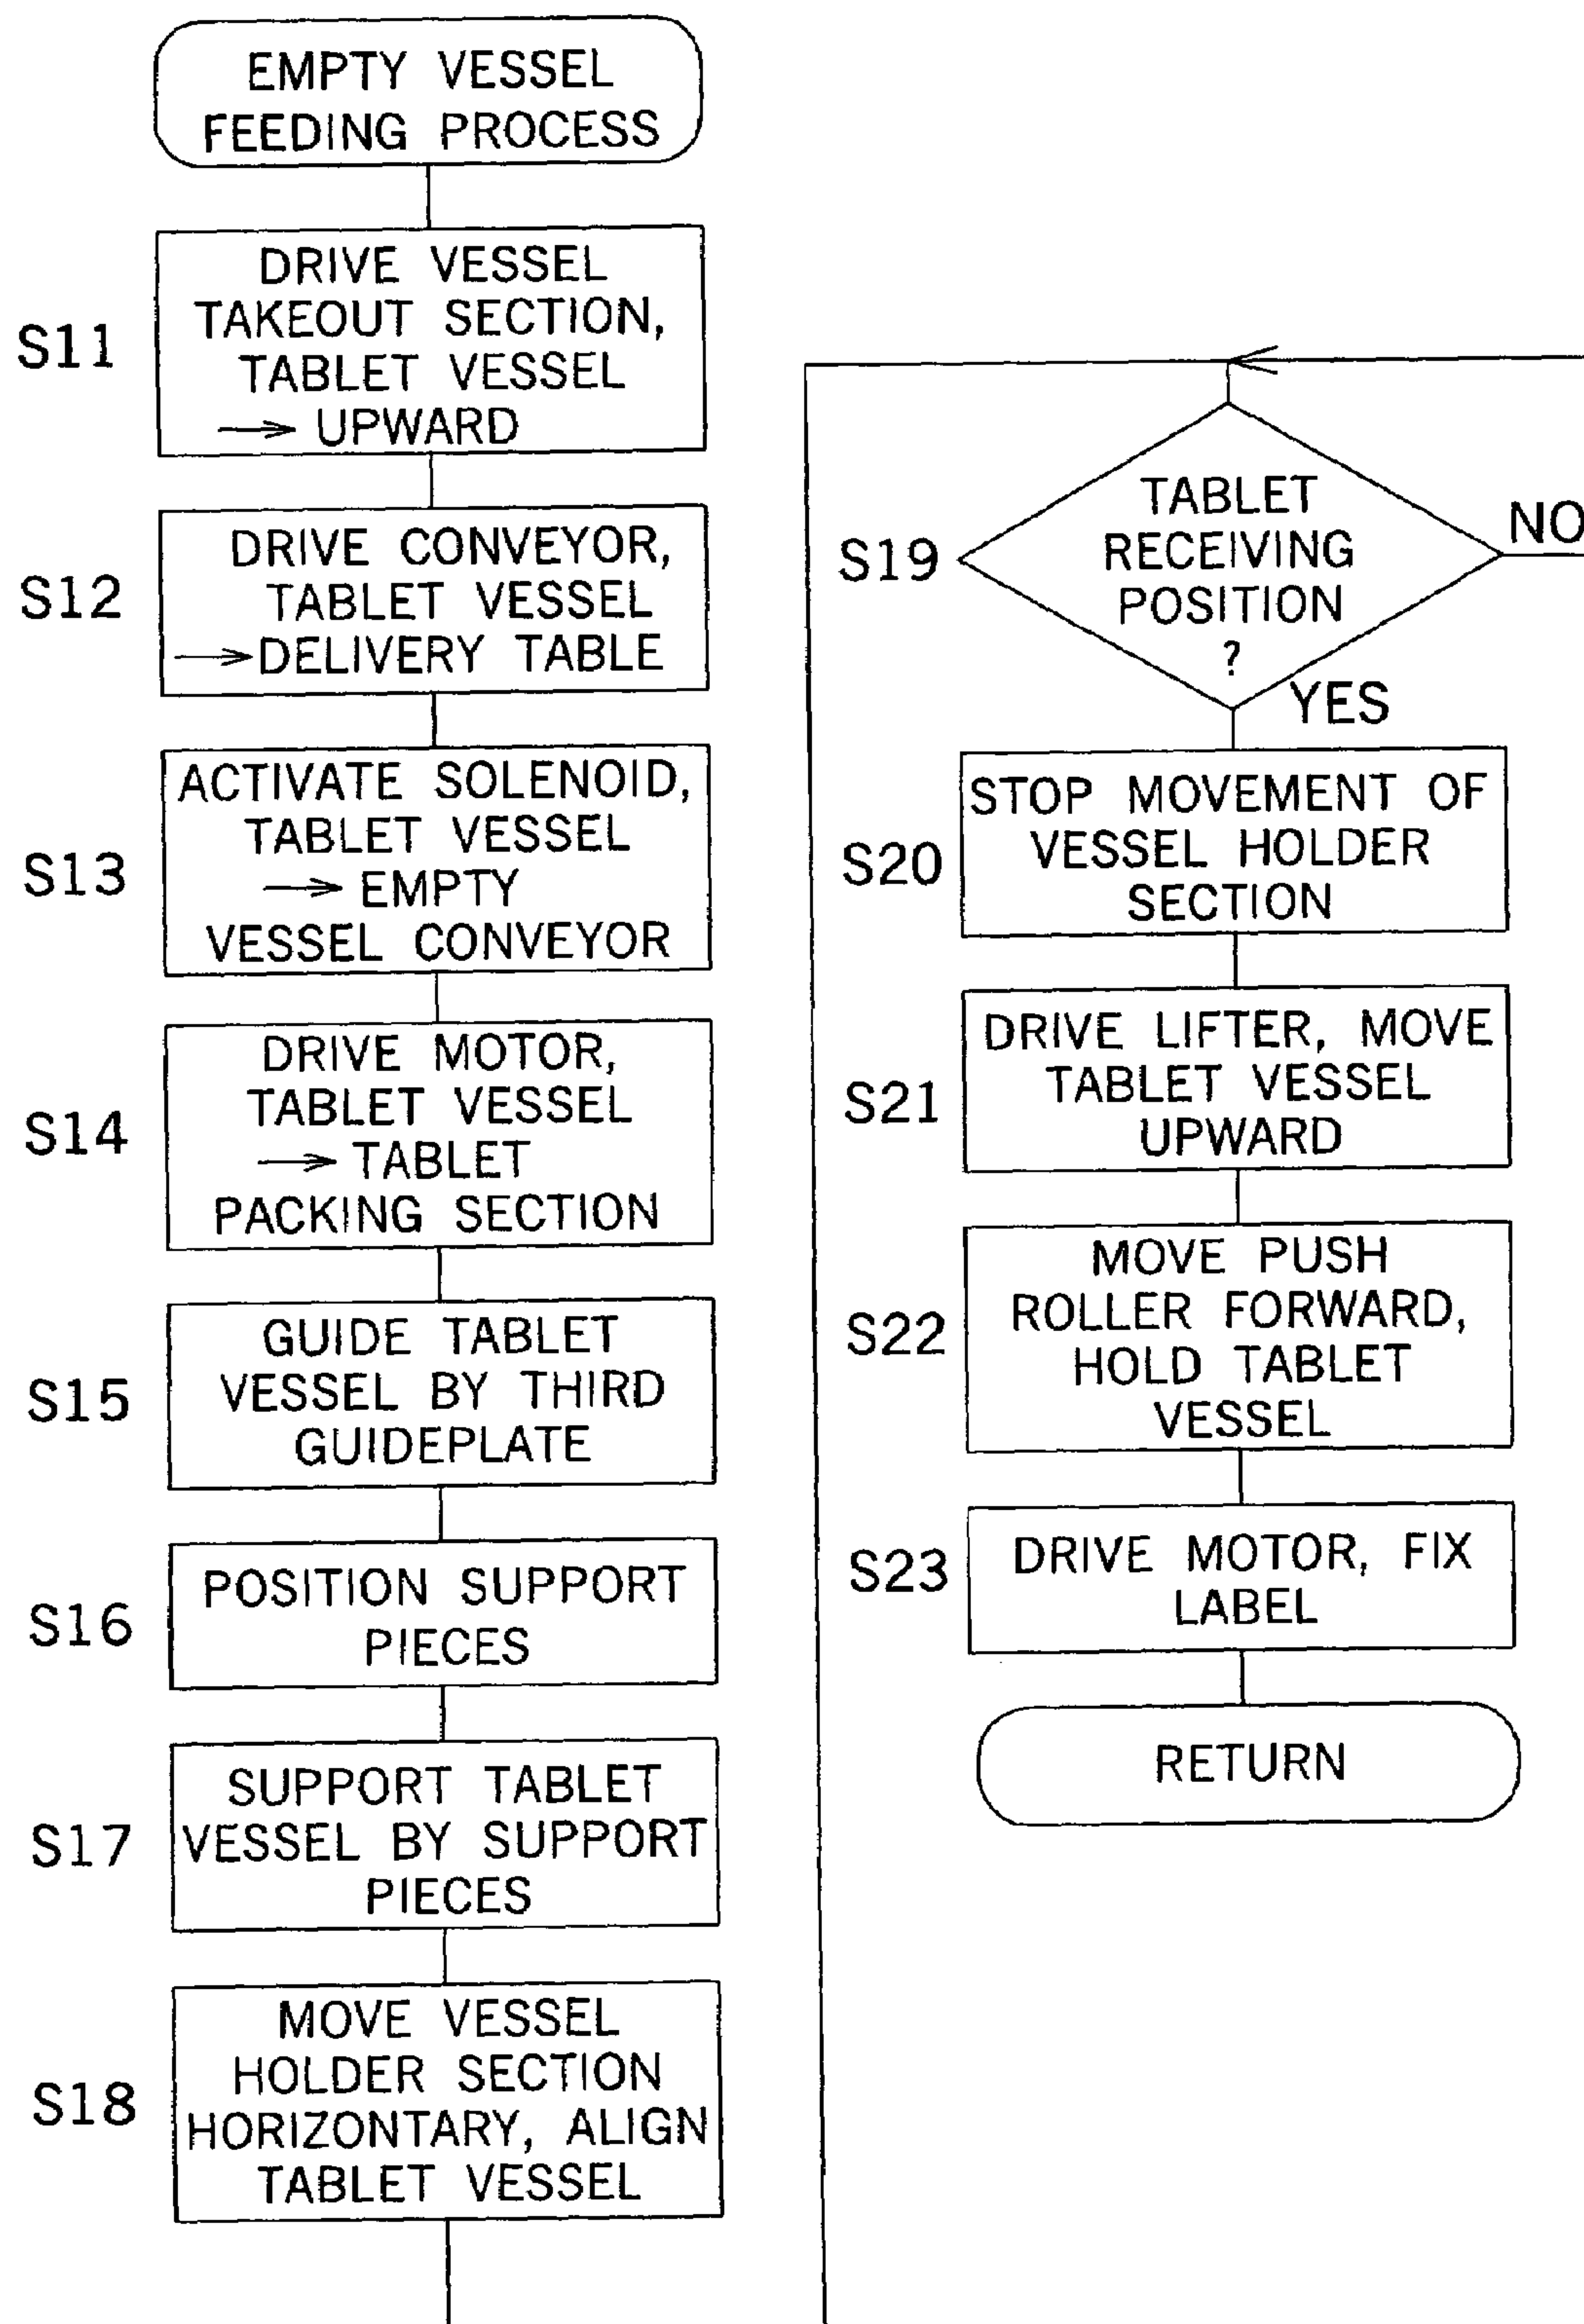 EMPTY VESSEL
FEEDING PROCESS
S11
DRIVE VESSEL
TAKEOUT SECTION,
TABLET VESSEL
→ UPWARD
S12
DRIVE CONVEYOR,
TABLET VESSEL
→DELIVERY TABLE
S13
ACTIVATE SOLENOID,
TABLET VESSEL
→ EMPTY
VESSEL CONVEYOR
S14
DRIVE MOTOR,
TABLET VESSEL
→ TABLET
PACKING SECTION
S15
GUIDE TABLET
VESSEL BY THIRD
GUIDEPLATE
S16
POSITION SUPPORT
PIECES
S17
SUPPORT TABLET
VESSEL BY SUPPORT
PIECES
S18
MOVE VESSEL
HOLDER SECTION
HORIZONTARY, ALIGN
TABLET VESSEL
S19
TABLET
RECEIVING
POSITION
?
NO
YES
S20
STOP MOVEMENT OF
VESSEL HOLDER
SECTION
S21
DRIVE LIFTER, MOVE
TABLET VESSEL
UPWARD
S22
MOVE PUSH
ROLLER FORWARD,
HOLD TABLET
VESSEL
S23
DRIVE MOTOR, FIX
LABEL
RETURN